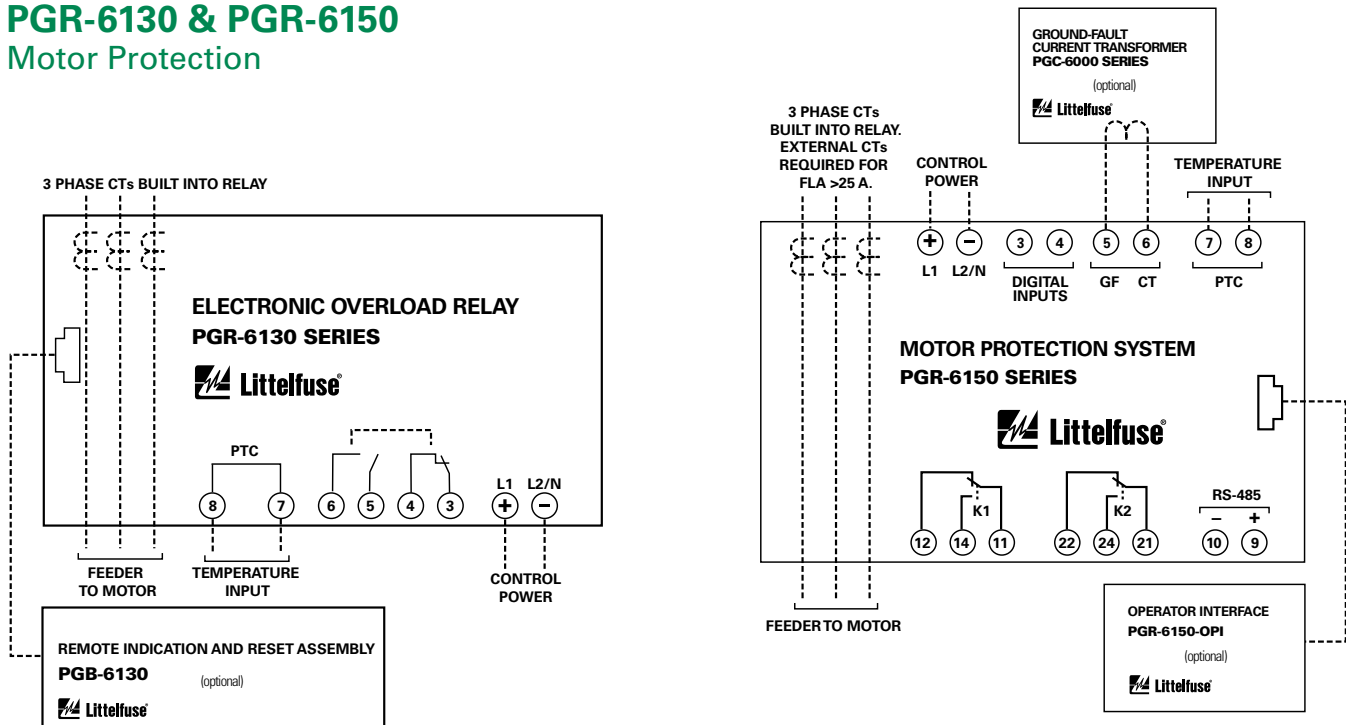 PGR-6130 & PGR-6150
Motor Protection
3 PHASE CTs BUILT INTO RELAY
ELECTRONIC OVERLOAD RELAY
PGR-6130 SERIES
Littelfuse®
PTC
L1 L2/N
8 7 6 5 4 3 + −
FEEDER
TO MOTOR
TEMPERATURE
INPUT
CONTROL
POWER
REMOTE INDICATION AND RESET ASSEMBLY
PGB-6130 (optional)
Littelfuse®
GROUND-FAULT
CURRENT TRANSFORMER
PGC-6000 SERIES
(optional)
Littelfuse®
3 PHASE CTs
BUILT INTO RELAY.
EXTERNAL CTs
REQUIRED FOR
FLA >25 A.
CONTROL
POWER
TEMPERATURE
INPUT
+ − 3 4 5 6 7 8
L1 L2/N
DIGITAL
INPUTS
GF CT
PTC
MOTOR PROTECTION SYSTEM
PGR-6150 SERIES
Littelfuse®
K1 K2
RS-485
− +
12 14 11 22 24 21 10 9
FEEDER TO MOTOR
OPERATOR INTERFACE
PGR-6150-OPI
(optional)
Littelfuse®